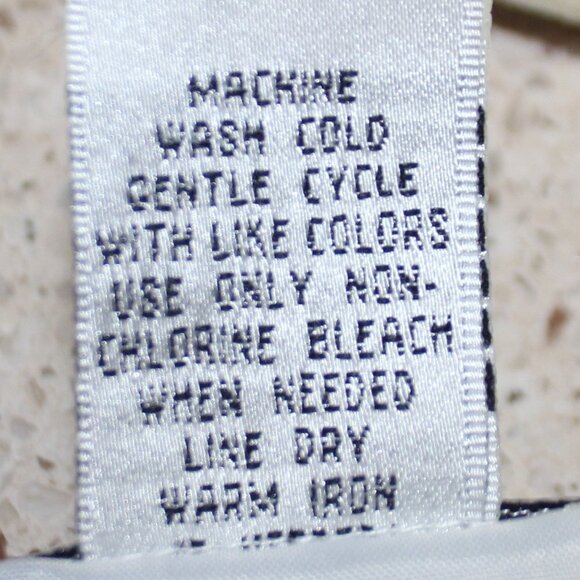 MACHINE
WASH COLD
GENTLE CYCLE
WITH LIKE COLORS
USE ONLY NON-
CHLORINE BLEACH
WHEN NEEDED
LINE DRY
WARM IRON